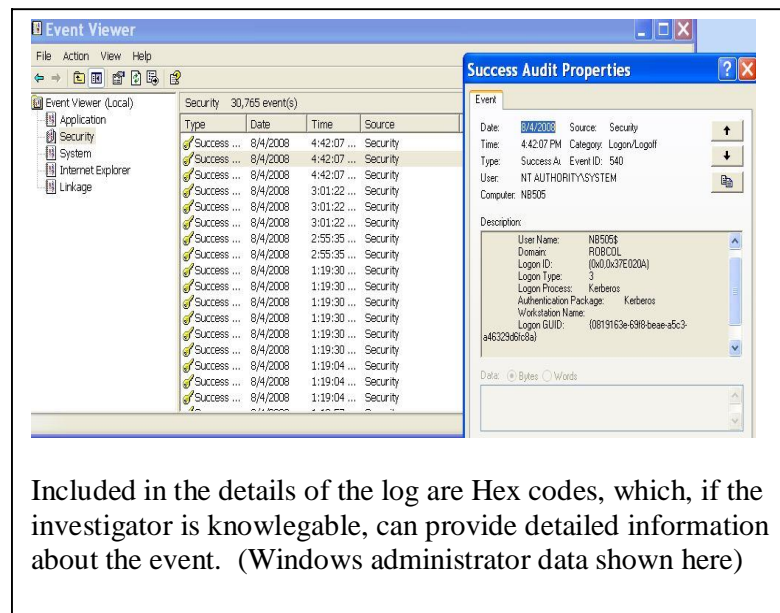 Event Viewer
File Action View Help
Event Viewer (Local)
Application
Security
System
Internet Explorer
Linkage
Security 30,765 event(s)
Type Date Time Source
Success ... 8/4/2008 4:42:07 ... Security
Success ... 8/4/2008 4:42:07 ... Security
Success ... 8/4/2008 4:42:07 ... Security
Success ... 8/4/2008 3:01:22 ... Security
Success ... 8/4/2008 3:01:22 ... Security
Success ... 8/4/2008 3:01:22 ... Security
Success ... 8/4/2008 2:55:35 ... Security
Success ... 8/4/2008 2:55:35 ... Security
Success ... 8/4/2008 1:19:30 ... Security
Success ... 8/4/2008 1:19:30 ... Security
Success ... 8/4/2008 1:19:30 ... Security
Success ... 8/4/2008 1:19:30 ... Security
Success ... 8/4/2008 1:19:30 ... Security
Success ... 8/4/2008 1:19:04 ... Security
Success ... 8/4/2008 1:19:04 ... Security
Success ... 8/4/2008 1:19:04 ... Security
Success Audit Properties
Event
Date: 8/4/2008 Source: Security
Time: 4:42:07 PM Category: Logon/Logoff
Type: Success Au Event ID: 540
User: NT AUTHORITY\SYSTEM
Computer: NB505
Description:
User Name: NB505$
Domain: ROBCOL
Logon ID: (0x0,0x37E020A)
Logon Type: 3
Logon Process: Kerberos
Authentication Package: Kerberos
Workstation Name:
Logon GUID: {0819163e-69f8-beae-a5c3-
a46329d6fc8a}
Data: Bytes Words
Included in the details of the log are Hex codes, which, if the
investigator is knowlegable, can provide detailed information
about the event. (Windows administrator data shown here)